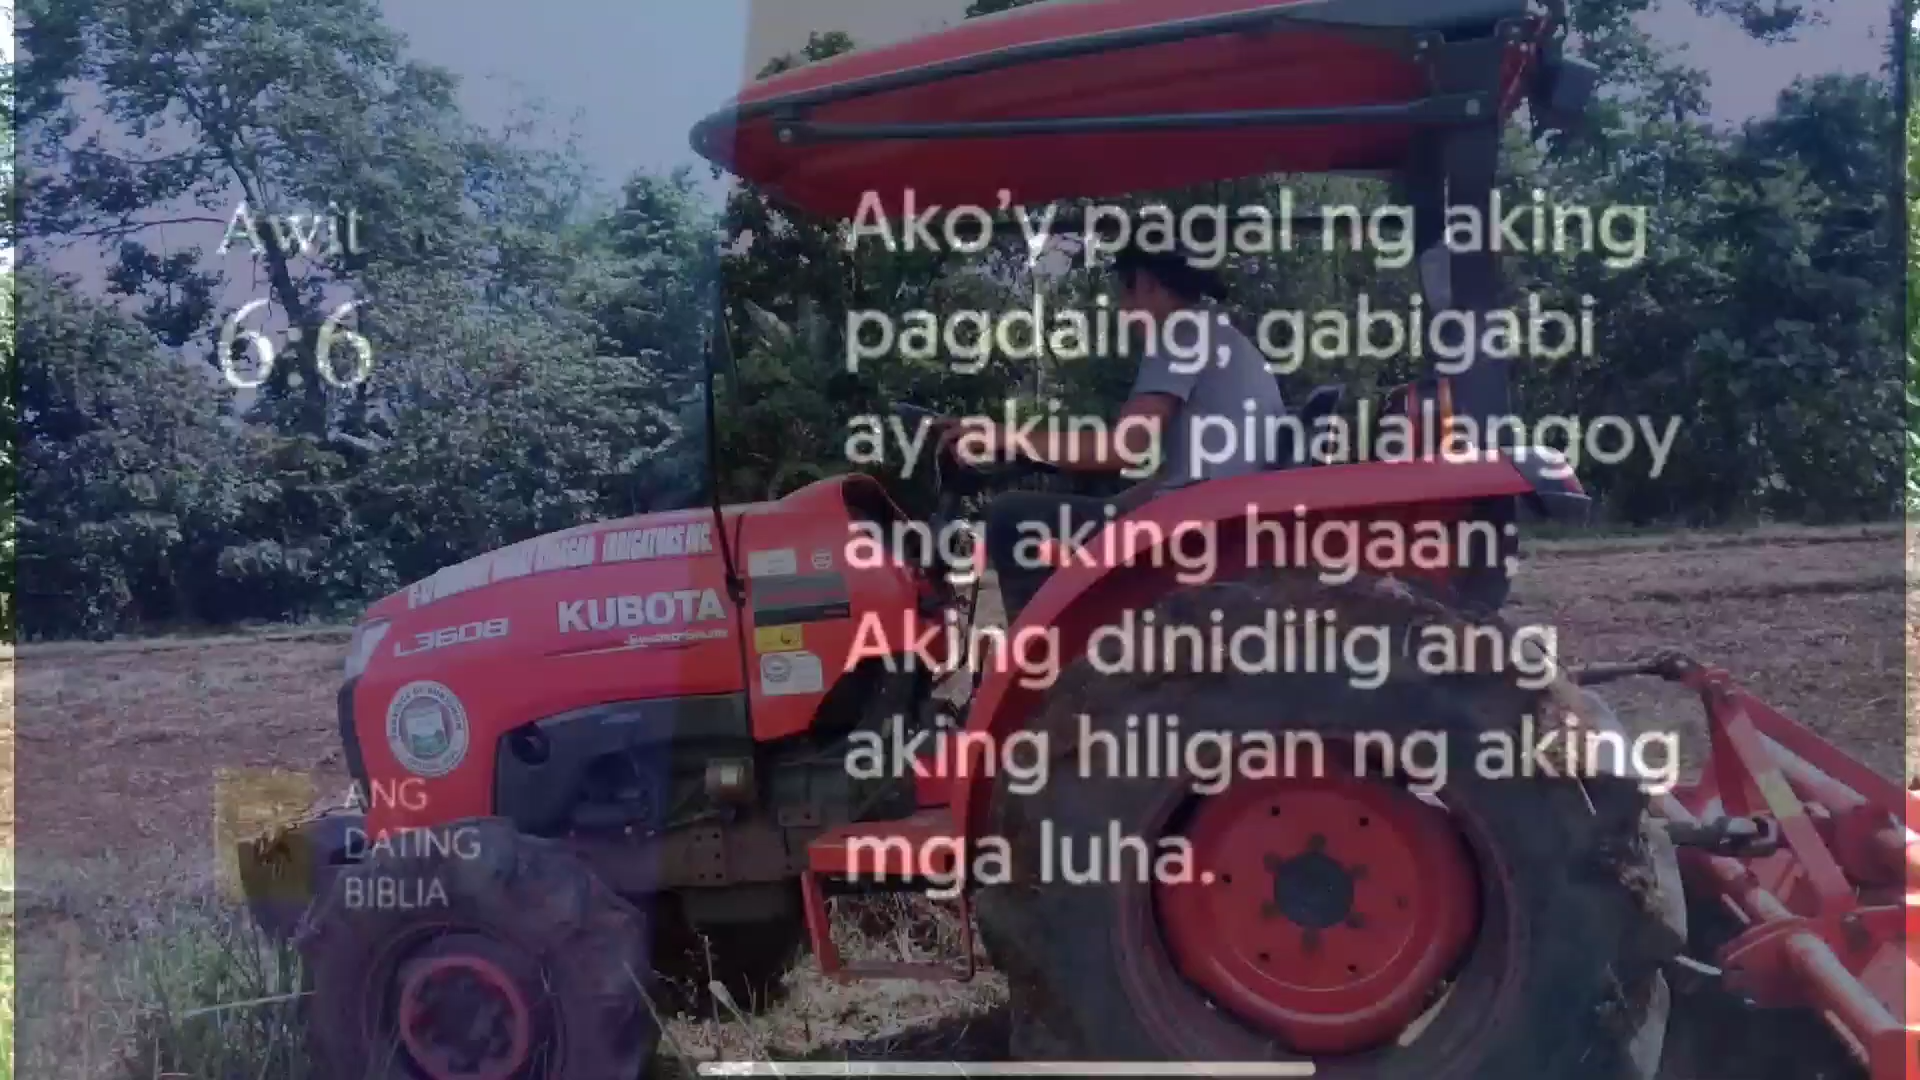 Awit
6:6
Ako’y pagal ng aking
pagdaing; gabigabi
ay aking pinalalangoy
ang aking higaan;
Aking dinidilig ang
aking hiligan ng aking
mga luha.
ANG
DATING
BIBLIA
KUBOTA
L3608